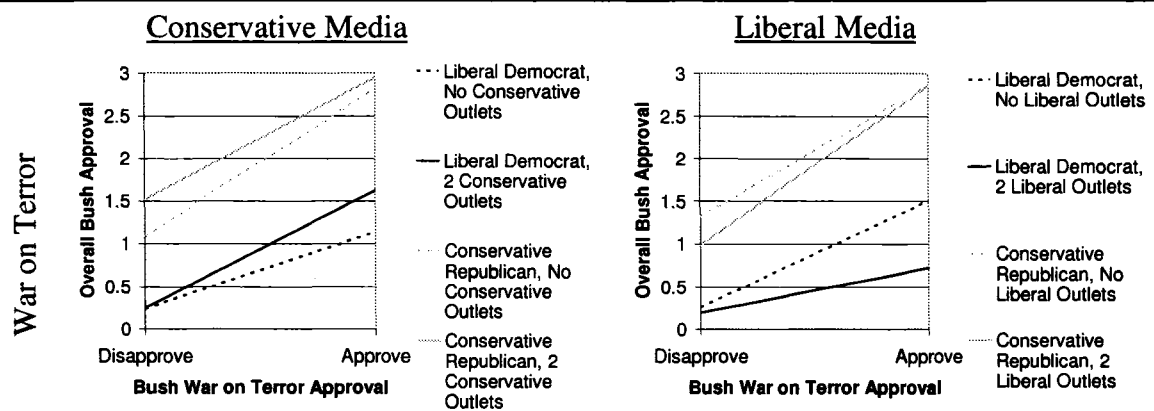 Conservative Media
Liberal Media
War on Terror
Overall Bush Approval
3
2.5
2
1.5
1
0.5
0
Disapprove
Approve
Bush War on Terror Approval
Liberal Democrat,
No Conservative
Outlets
Liberal Democrat,
2 Conservative
Outlets
Conservative
Republican, No
Conservative
Outlets
Conservative
Republican, 2
Conservative
Outlets
Overall Bush Approval
3
2.5
2
1.5
1
0.5
0
Disapprove
Approve
Bush War on Terror Approval
Liberal Democrat,
No Liberal Outlets
Liberal Democrat,
2 Liberal Outlets
Conservative
Republican, No
Liberal Outlets
Conservative
Republican, 2
Liberal Outlets